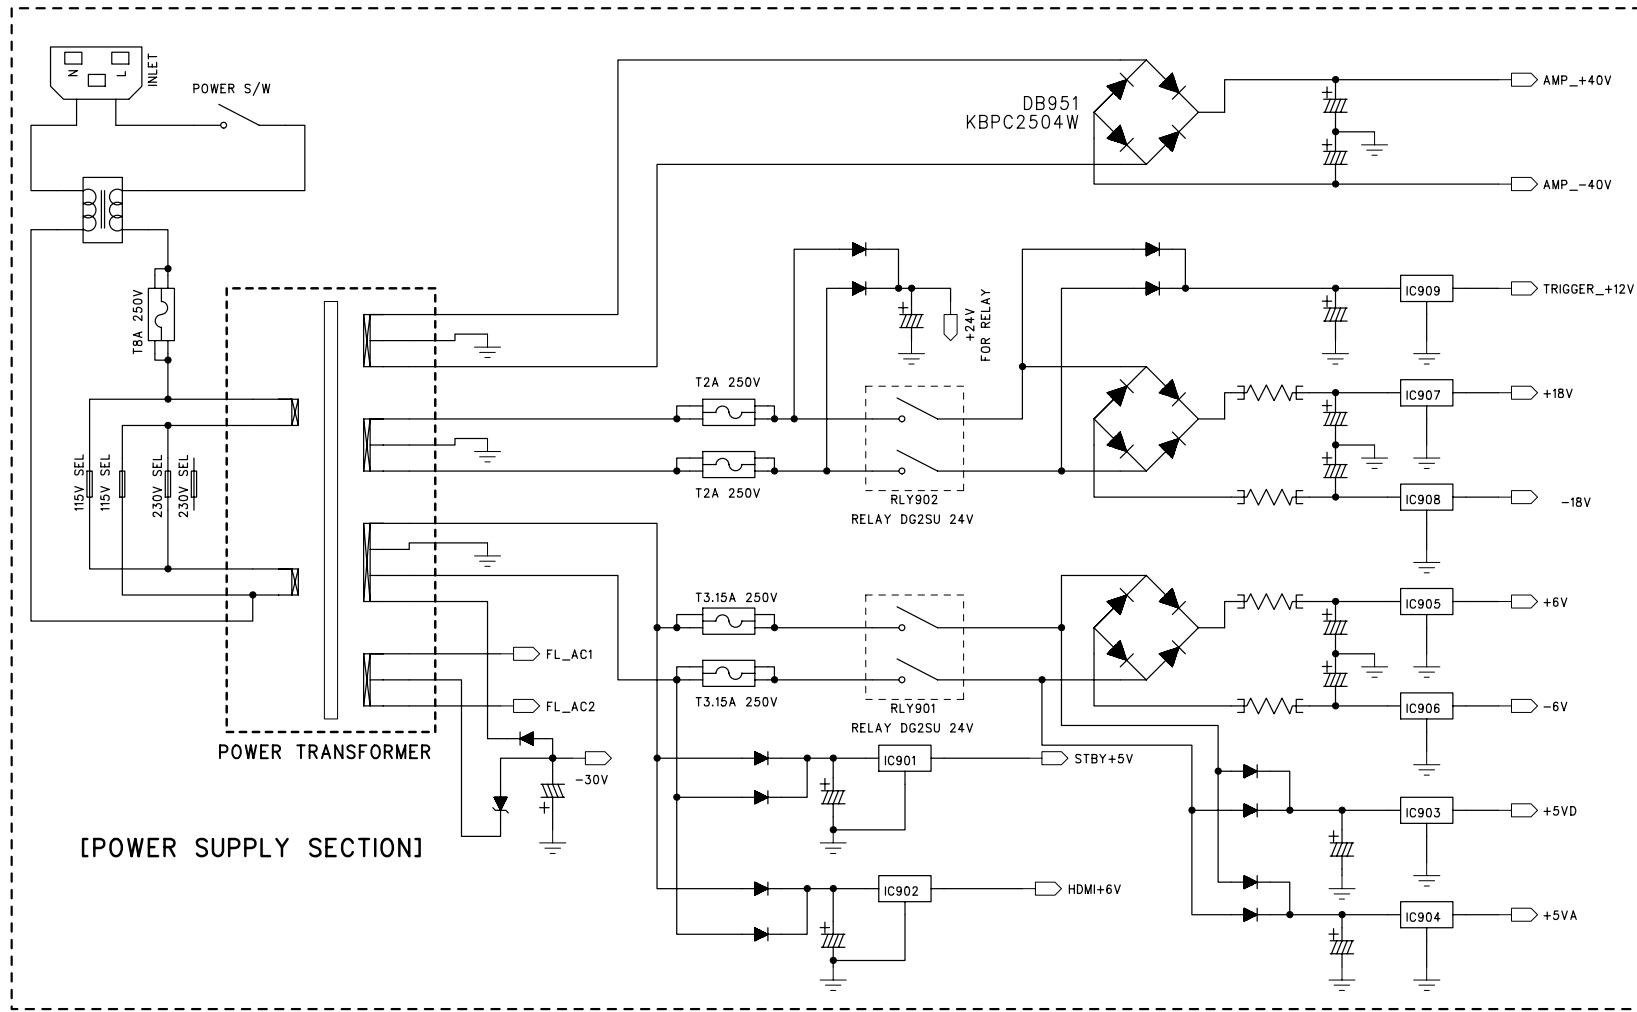 N
L
INLET
POWER S/W
T8A 250V
115V SEL
115V SEL
230V SEL
230V SEL
POWER TRANSFORMER
[POWER SUPPLY SECTION]
FL_AC1
FL_AC2
-30V
DB951
KBPC2504W
AMP_+40V
AMP_-40V
+24V
FOR RELAY
T2A 250V
T2A 250V
RLY902
RELAY DG2SU 24V
IC909
TRIGGER_+12V
IC907
+18V
IC908
-18V
T3.15A 250V
T3.15A 250V
RLY901
RELAY DG2SU 24V
IC905
+6V
IC906
-6V
IC901
STBY+5V
IC902
HDMI+6V
IC903
+5VD
IC904
+5VA
+
+
+
+
+
+
+
+
+
+
+
+
+